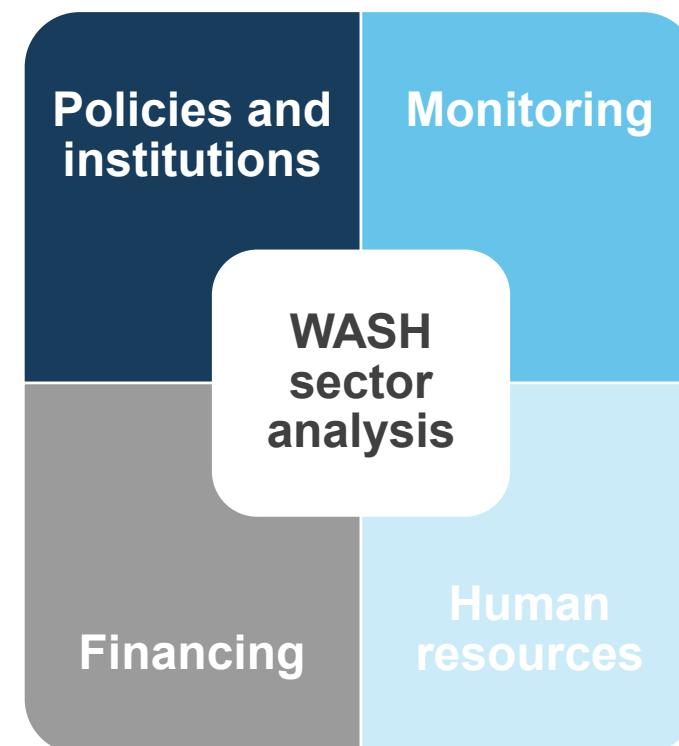 Policies and
institutions
Monitoring
WASH
sector
analysis
Financing
Human
resources